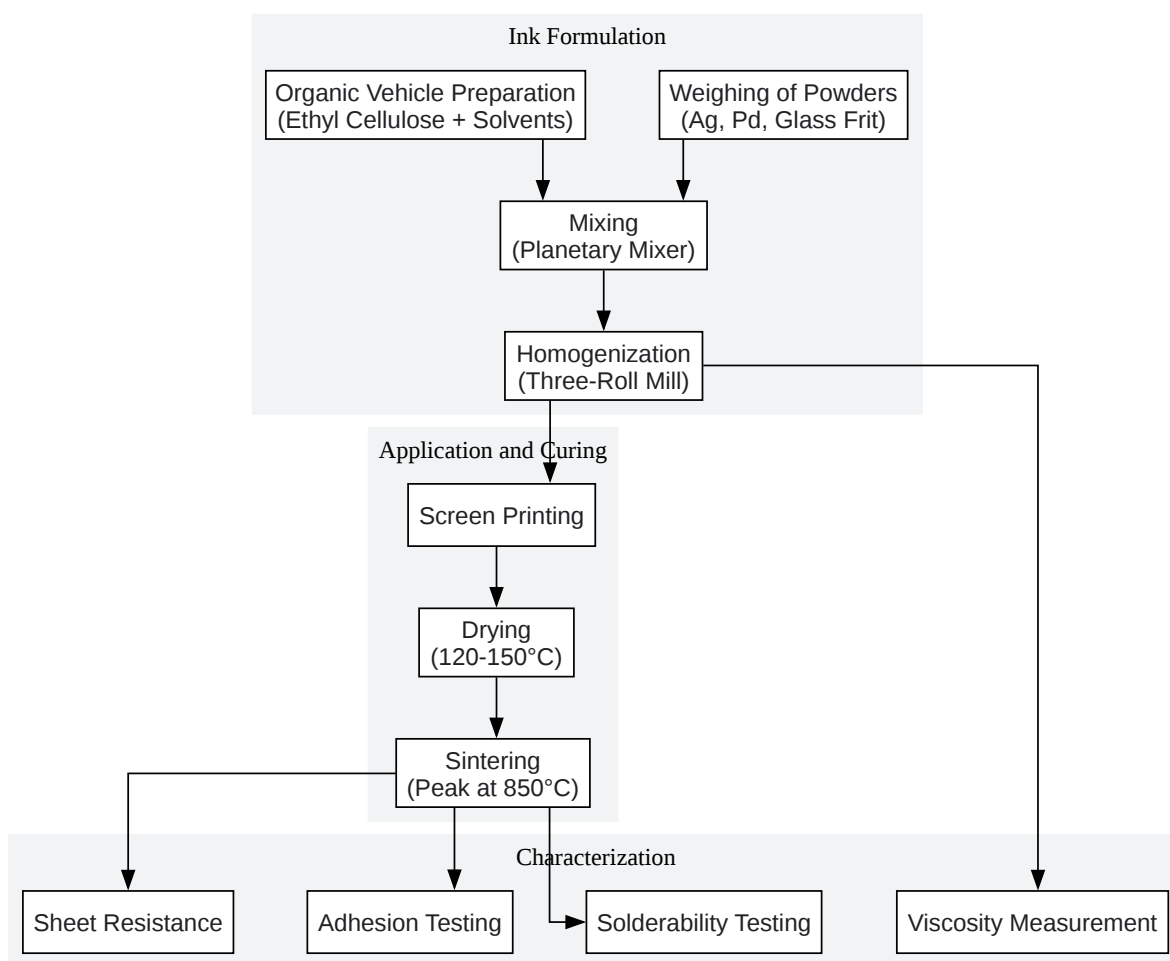 Ink Formulation
Organic Vehicle Preparation
(Ethyl Cellulose + Solvents)
Weighing of Powders
(Ag, Pd, Glass Frit)
Mixing
(Planetary Mixer)
Homogenization
(Three-Roll Mill)
Application and Curing
Screen Printing
Drying
(120-150°C)
Sintering
(Peak at 850°C)
Characterization
Sheet Resistance
Adhesion Testing
Solderability Testing
Viscosity Measurement